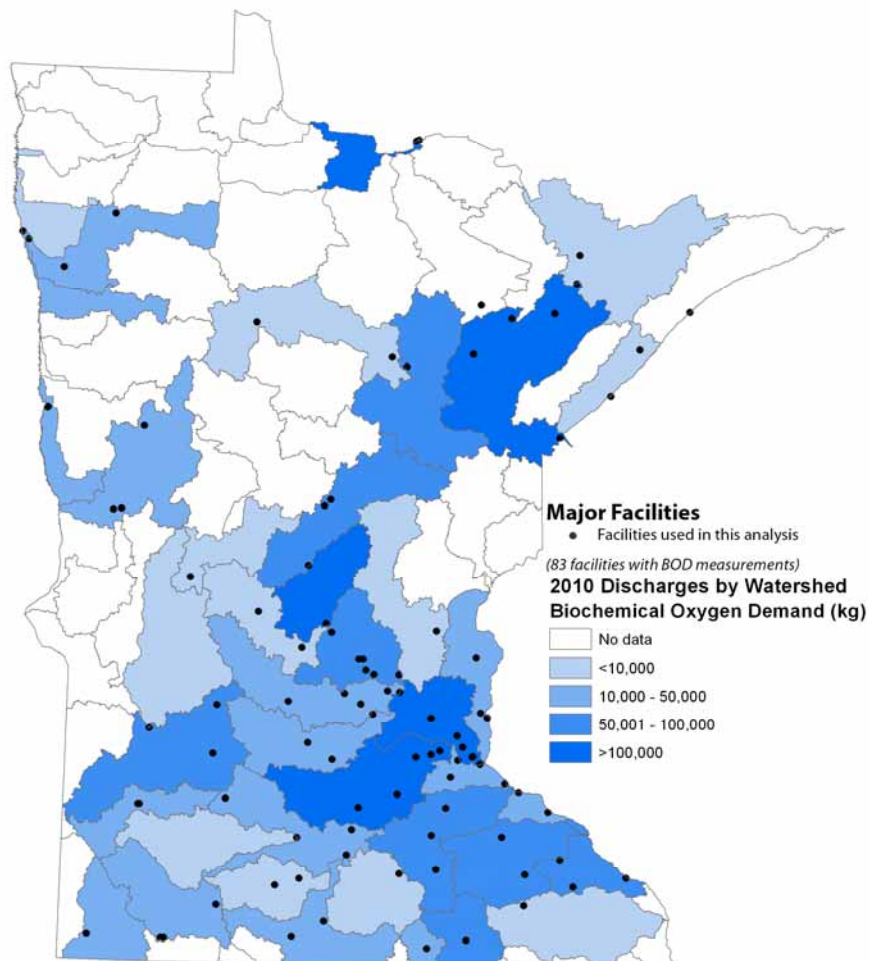 Major Facilities
Facilities used in this analysis
(83 facilities with BOD measurements)
2010 Discharges by Watershed
Biochemical Oxygen Demand (kg)
No data
<10,000
10,000 - 50,000
50,001 - 100,000
>100,000